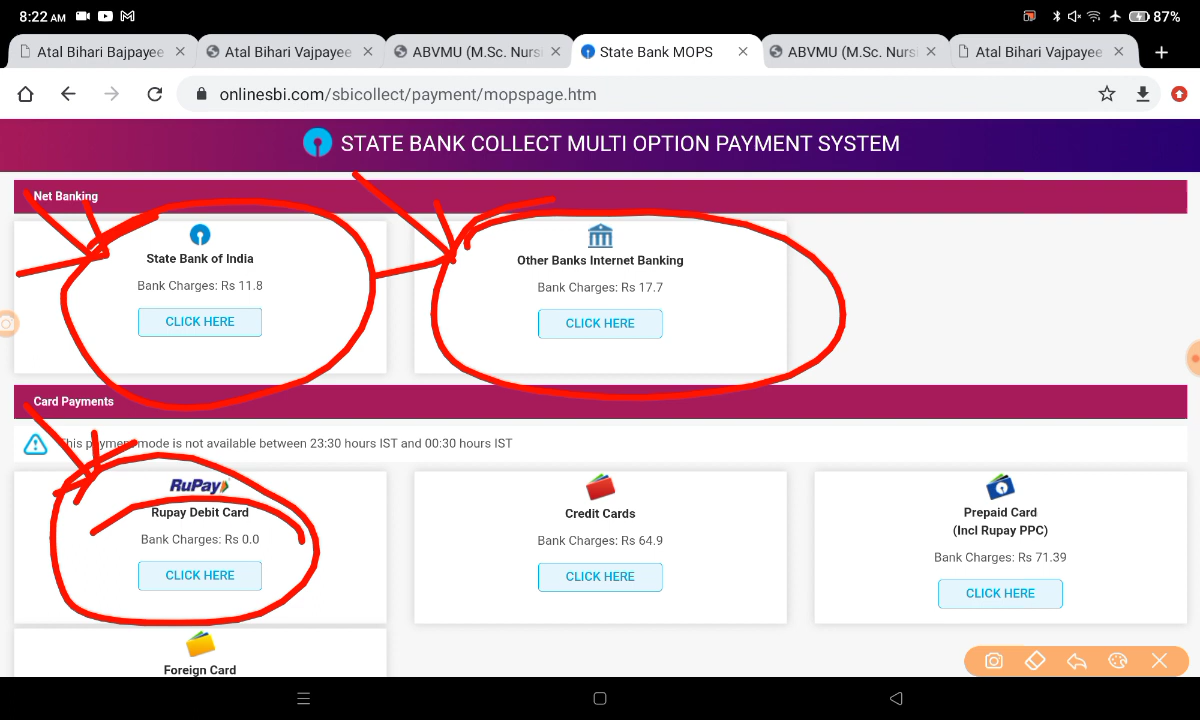 8:22 AM
87%
Atal Bihari Bajpayee
Atal Bihari Vajpayee
ABVMU (M.Sc. Nurs
State Bank MOPS
ABVMU (M.Sc. Nurs
Atal Bihari Vajpayee
onlinesbi.com/sbicollect/payment/mopspage.htm
STATE BANK COLLECT MULTI OPTION PAYMENT SYSTEM
Net Banking
State Bank of India
Bank Charges: Rs 11.8
CLICK HERE
Other Banks Internet Banking
Bank Charges: Rs 17.7
CLICK HERE
Card Payments
This payment mode is not available between 23:30 hours IST and 00:30 hours IST
RuPay
Rupay Debit Card
Bank Charges: Rs 0.0
CLICK HERE
Credit Cards
Bank Charges: Rs 64.9
CLICK HERE
Prepaid Card
(Incl Rupay PPC)
Bank Charges: Rs 71.39
CLICK HERE
Foreign Card